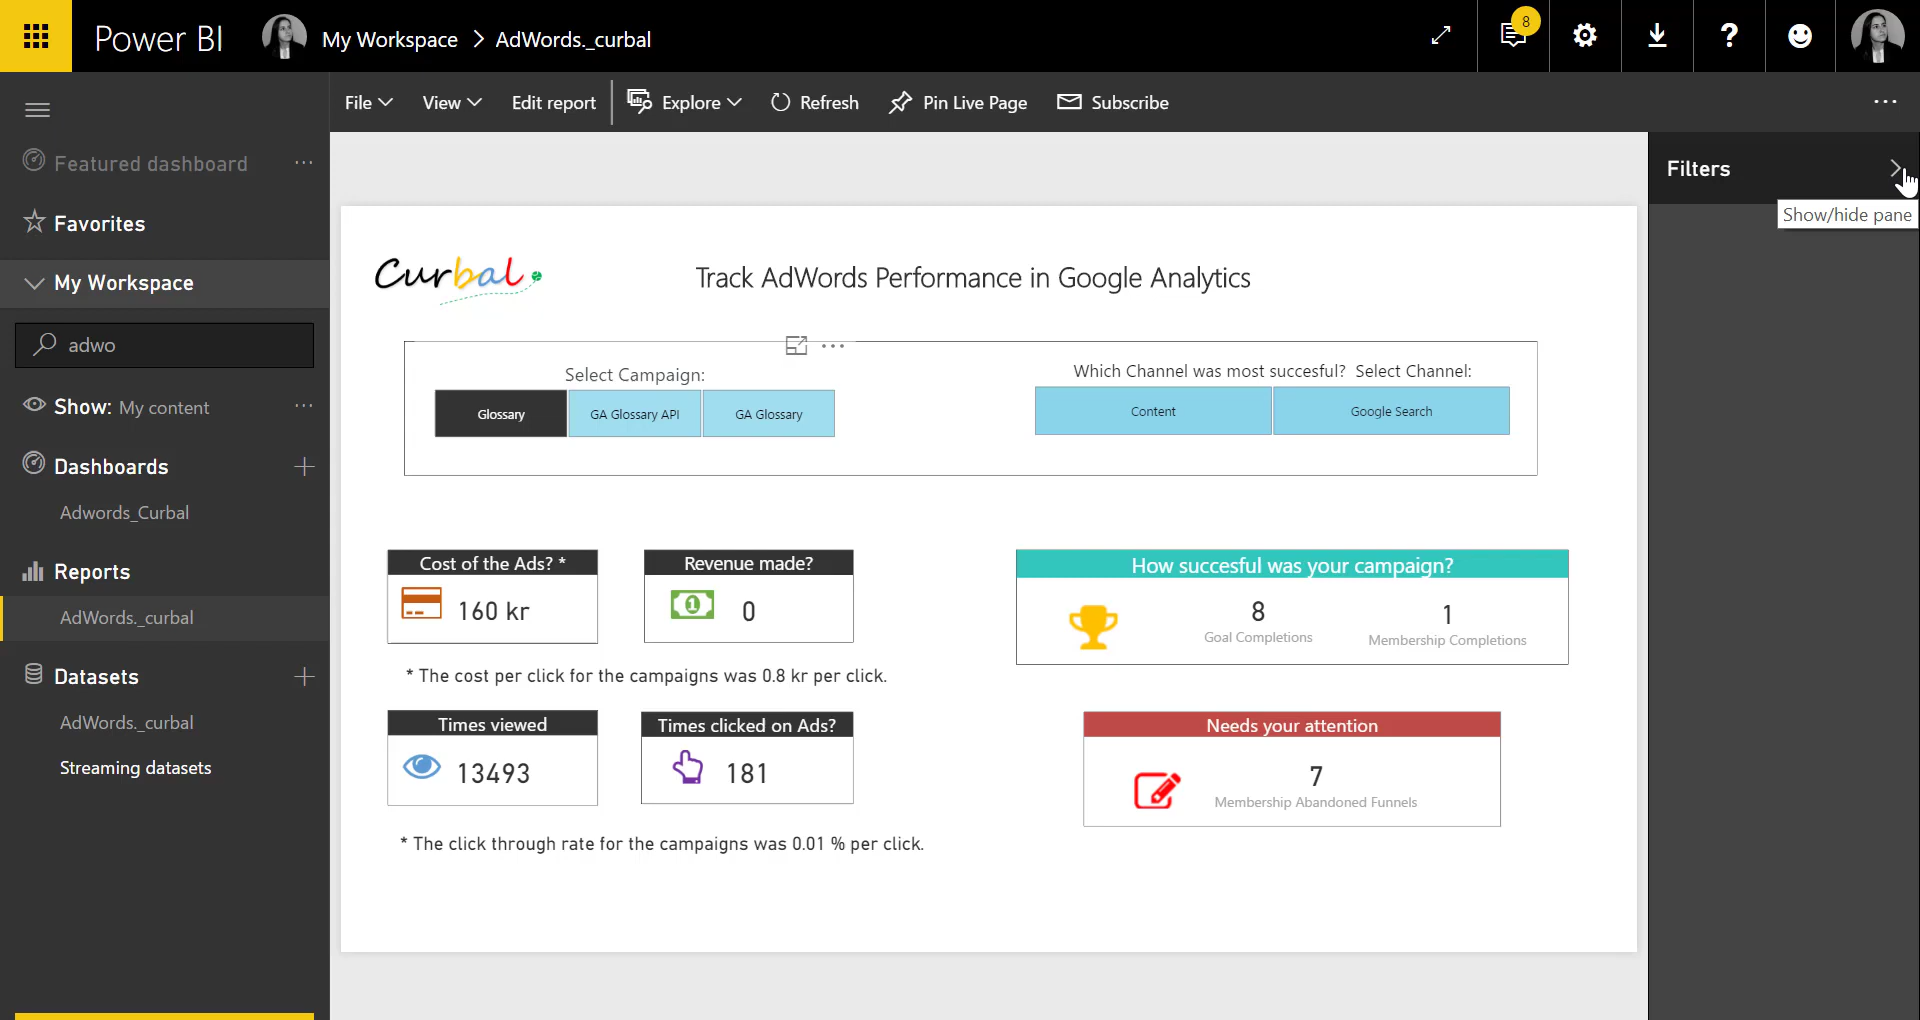 Power BI
My Workspace > AdWords._curbal
8
?
File
View
Edit report
Explore
Refresh
Pin Live Page
Subscribe
...
Featured dashboard ...
Favorites
My Workspace
adwo
Show: My content ...
Dashboards +
Adwords_Curbal
Reports
AdWords._curbal
Datasets +
AdWords._curbal
Streaming datasets
Filters
Show/hide pane
Curbal
Track AdWords Performance in Google Analytics
...
Select Campaign:
Glossary
GA Glossary API
GA Glossary
Which Channel was most succesful? Select Channel:
Content
Google Search
Cost of the Ads? *
160 kr
Revenue made?
1
0
* The cost per click for the campaigns was 0.8 kr per click.
Times viewed
13493
Times clicked on Ads?
181
* The click through rate for the campaigns was 0.01 % per click.
How succesful was your campaign?
8
Goal Completions
1
Membership Completions
Needs your attention
7
Membership Abandoned Funnels